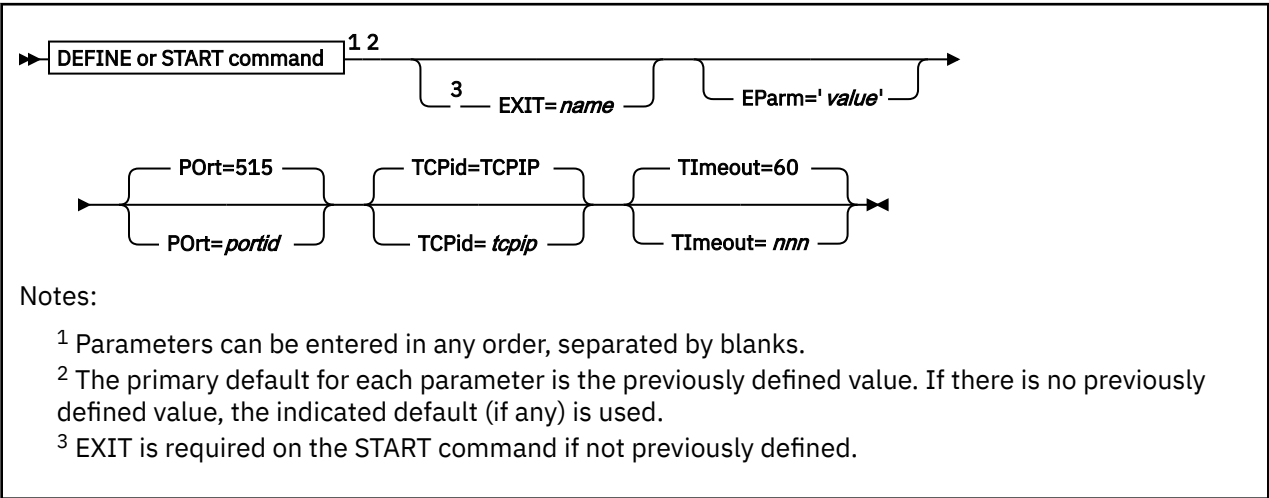 DEFINE or START command 1 2
3 EXIT=name EParm='value'
POrt=515 TCPid=TCPIP TImeout=60
POrt=portid TCPid=tcpip TImeout=nnn
Notes:
1 Parameters can be entered in any order, separated by blanks.
2 The primary default for each parameter is the previously defined value. If there is no previously
defined value, the indicated default (if any) is used.
3 EXIT is required on the START command if not previously defined.